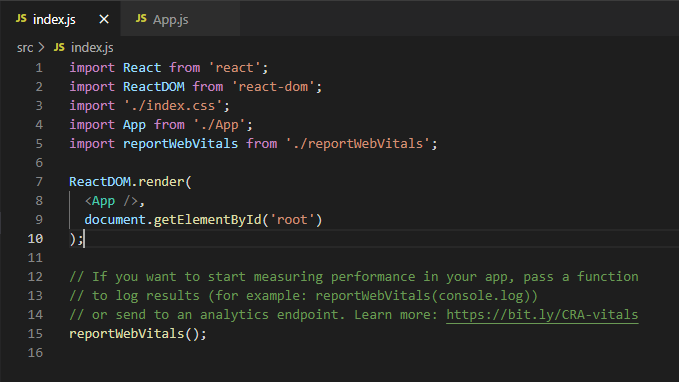 JS index.js × JS App.js
src > JS index.js
1 import React from 'react';
2 import ReactDOM from 'react-dom';
3 import './index.css';
4 import App from './App';
5 import reportWebVitals from './reportWebVitals';
6
7 ReactDOM.render(
8   <App />,
9   document.getElementById('root')
10 );
11
12 // If you want to start measuring performance in your app, pass a function
13 // to log results (for example: reportWebVitals(console.log))
14 // or send to an analytics endpoint. Learn more: https://bit.ly/CRA-vitals
15 reportWebVitals();
16